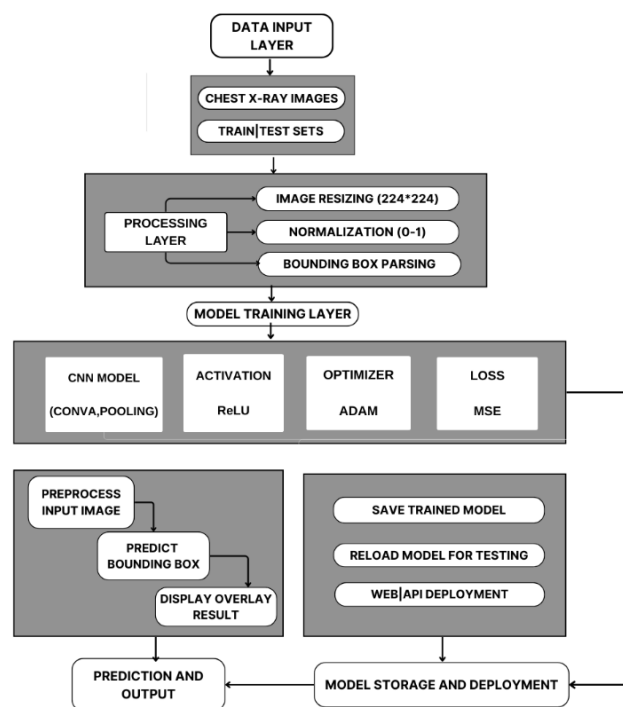 DATA INPUT
LAYER
CHEST X-RAY IMAGES
TRAIN|TEST SETS
PROCESSING
LAYER
IMAGE RESIZING (224*224)
NORMALIZATION (0-1)
BOUNDING BOX PARSING
MODEL TRAINING LAYER
CNN MODEL
(CONVA,POOLING)
ACTIVATION
ReLU
OPTIMIZER
ADAM
LOSS
MSE
PREPROCESS
INPUT IMAGE
PREDICT
BOUNDING BOX
DISPLAY OVERLAY
RESULT
SAVE TRAINED MODEL
RELOAD MODEL FOR TESTING
WEB|API DEPLOYMENT
PREDICTION AND
OUTPUT
MODEL STORAGE AND DEPLOYMENT